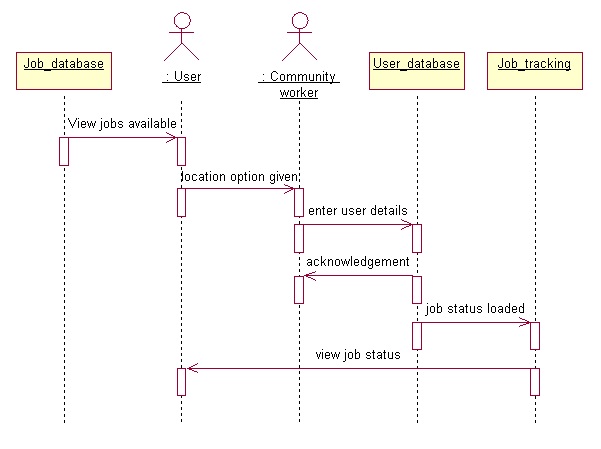 Job_database
: User
: Community
worker
User_database
Job_tracking
View jobs available
location option given
enter user details
acknowledgement
job status loaded
view job status